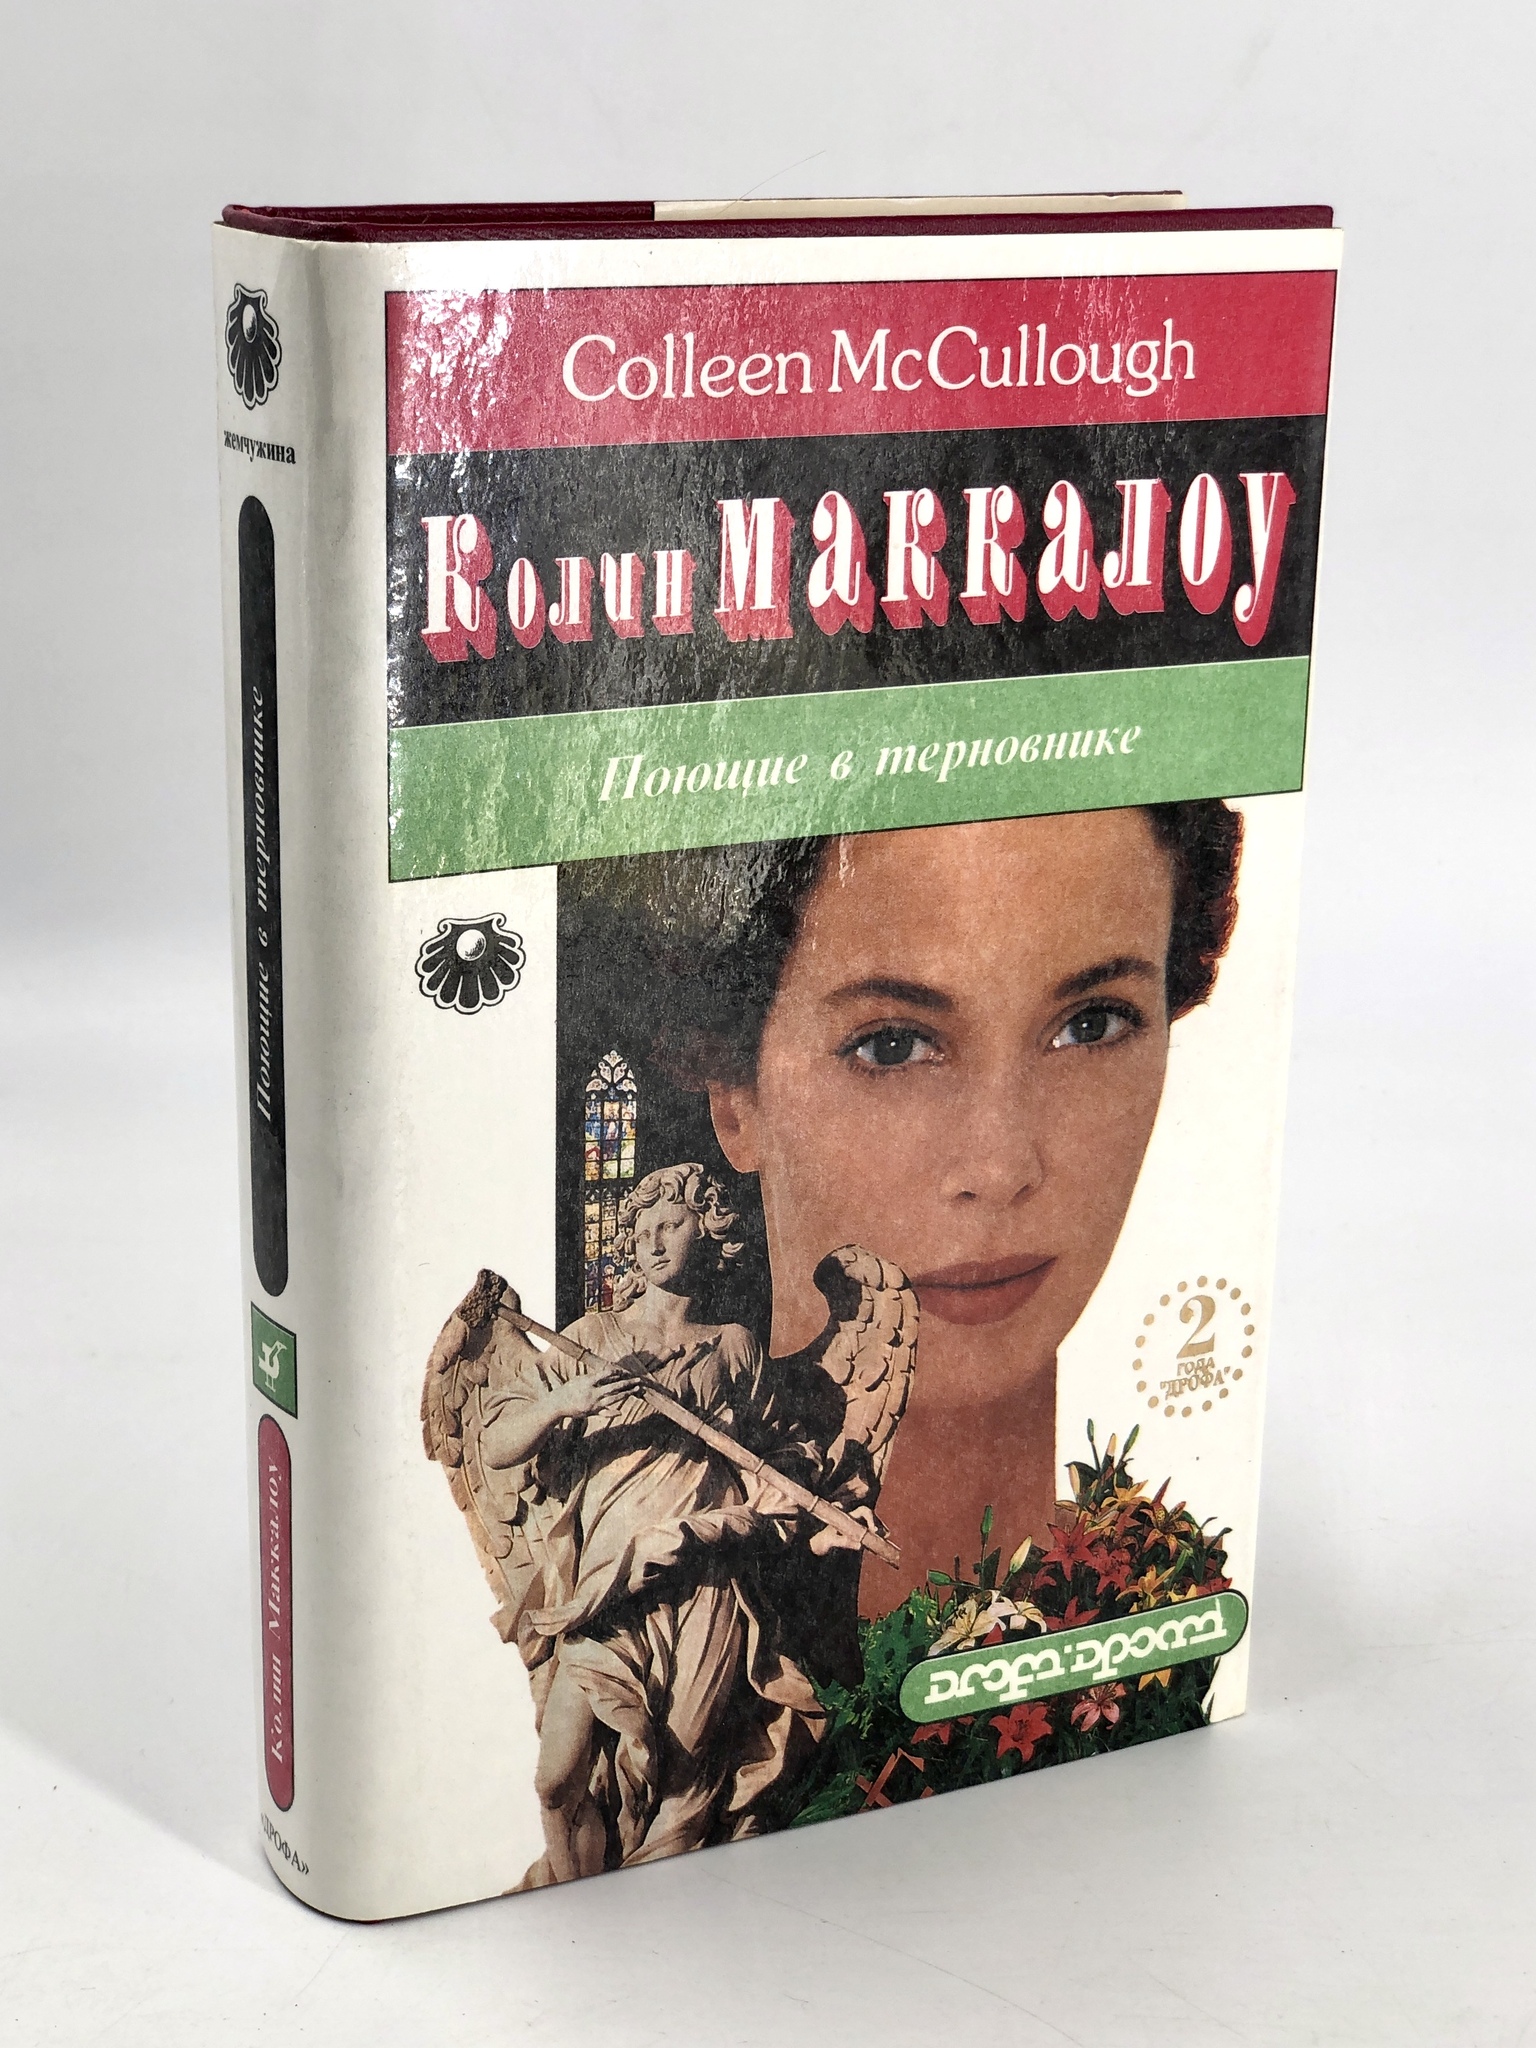 Colleen McCullough
Колин Маккалоу
Поющие в терновнике
2
ГОДА
"ДРОФА"
жемчужина
Поющие в терновнике
Колин Маккалоу
«ДРОФА»